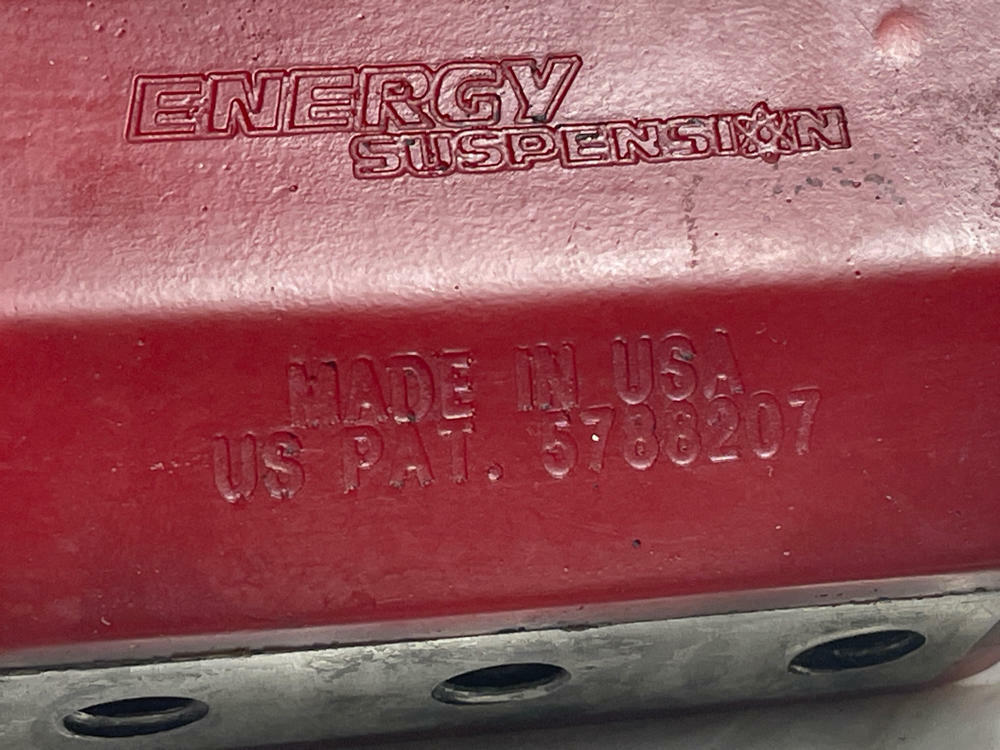 ENERGY
SUSPENSION
MADE IN USA
US PAT. 5788207